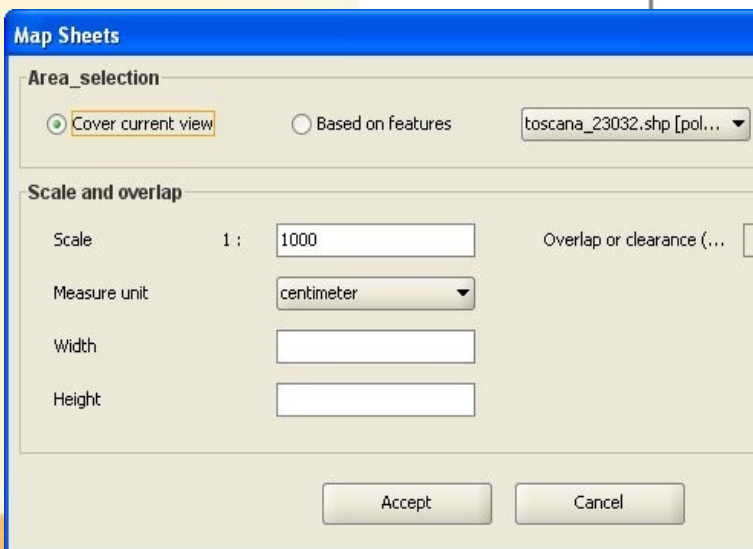 Map Sheets
Area_selection
Cover current view Based on features toscana_23032.shp [pol...
Scale and overlap
Scale 1 : 1000 Overlap or clearance (...
Measure unit centimeter
Width
Height
Accept Cancel